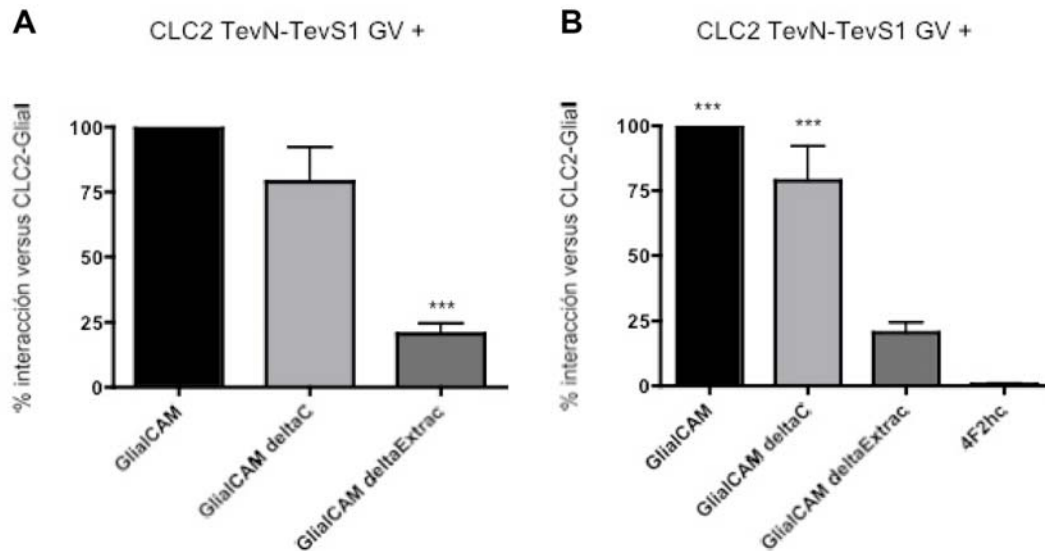 A
CLC2 TevN-TevS1 GV +
% interacción versus CLC2-Glial
100
75
50
25
0
***
GlialCAM
GlialCAM deltaC
GlialCAM deltaExtrac
B
CLC2 TevN-TevS1 GV +
% interacción versus CLC2-Glial
100
75
50
25
0
***
***
GlialCAM
GlialCAM deltaC
GlialCAM deltaExtrac
4F2hc